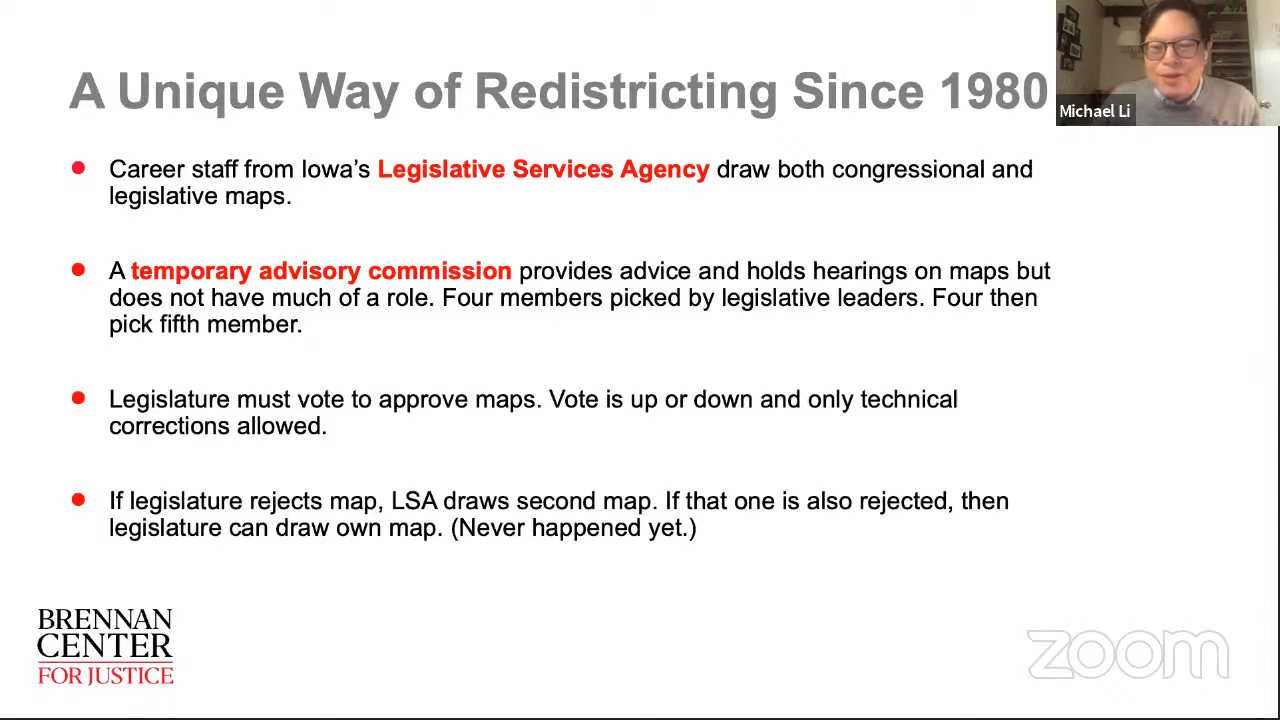 A Unique Way of Redistricting Since 1980
Michael Li
Career staff from Iowa’s Legislative Services Agency draw both congressional and
legislative maps.
A temporary advisory commission provides advice and holds hearings on maps but
does not have much of a role. Four members picked by legislative leaders. Four then
pick fifth member.
Legislature must vote to approve maps. Vote is up or down and only technical
corrections allowed.
If legislature rejects map, LSA draws second map. If that one is also rejected, then
legislature can draw own map. (Never happened yet.)
BRENNAN
CENTER
FOR JUSTICE
zoom